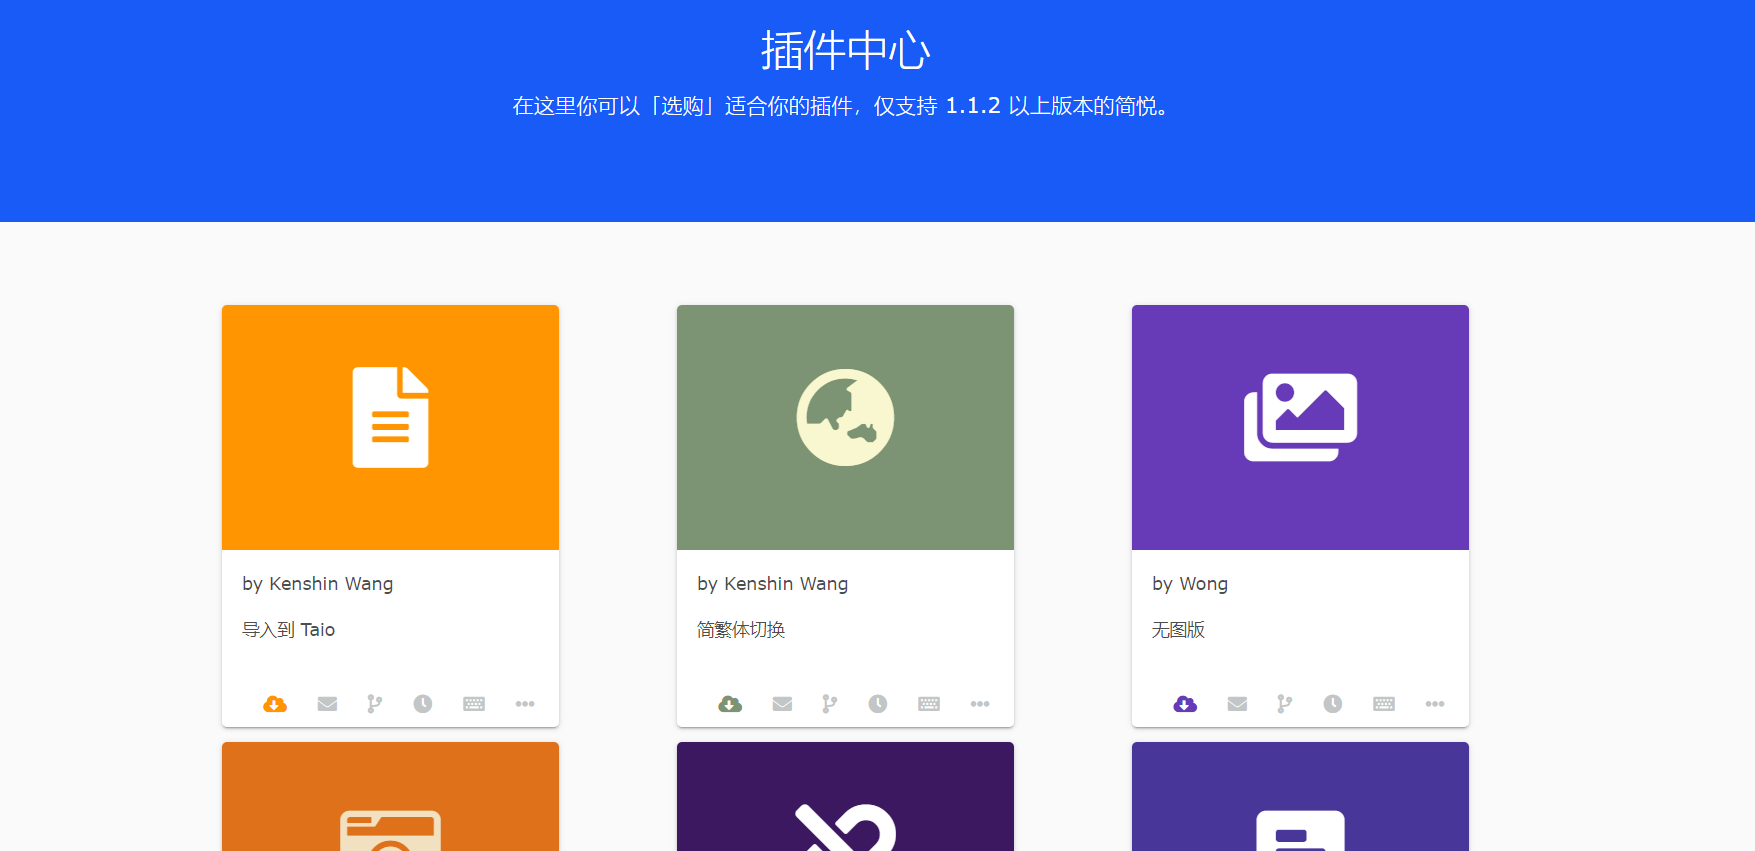 插件中心
在这里你可以「选购」适合你的插件，仅支持 1.1.2 以上版本的简悦。
by Kenshin Wang
导入到 Taio
by Kenshin Wang
简繁体切换
by Wong
无图版